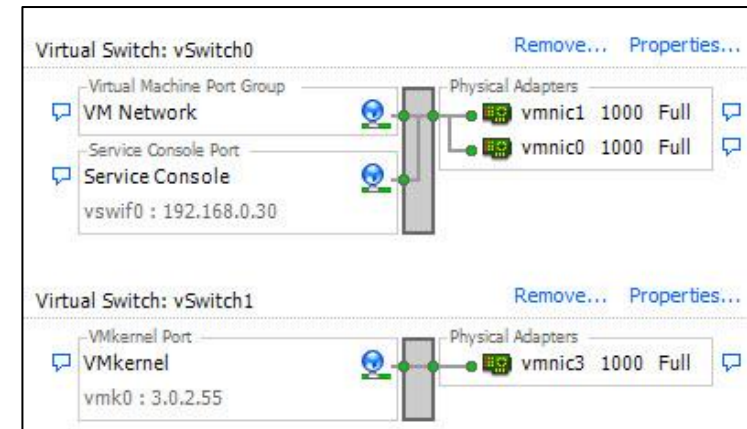 Virtual Switch: vSwitch0 Remove... Properties...
Virtual Machine Port Group Physical Adapters
VM Network vmnic1 1000 Full
Service Console Port vmnic0 1000 Full
Service Console
vswif0 : 192.168.0.30
Virtual Switch: vSwitch1 Remove... Properties...
VMkernel Port Physical Adapters
VMkernel vmnic3 1000 Full
vmk0 : 3.0.2.55